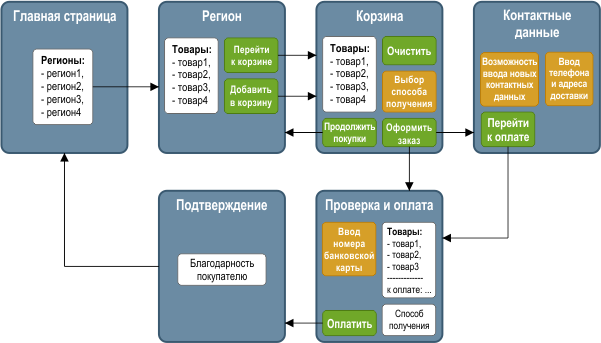 Главная страница
Регионы:
- регион1,
- регион2,
- регион3,
- регион4
Регион
Товары:
- товар1,
- товар2,
- товар3,
- товар4
Перейти
к корзине
Добавить
в корзину
Корзина
Товары:
- товар1,
- товар2,
- товар3,
- товар4
Очистить
Выбор
способа
получения
Продолжить
покупки
Оформить
заказ
Контактные
данные
Возможность
ввода новых
контактных
данных
Ввод
телефона
и адреса
доставки
Перейти
к оплате
Подтверждение
Благодарность
покупателю
Проверка и оплата
Ввод
номера
банковской
карты
Товары:
- товар1,
- товар2,
- товар3
-------------
к оплате: ...
Оплатить
Способ
получения